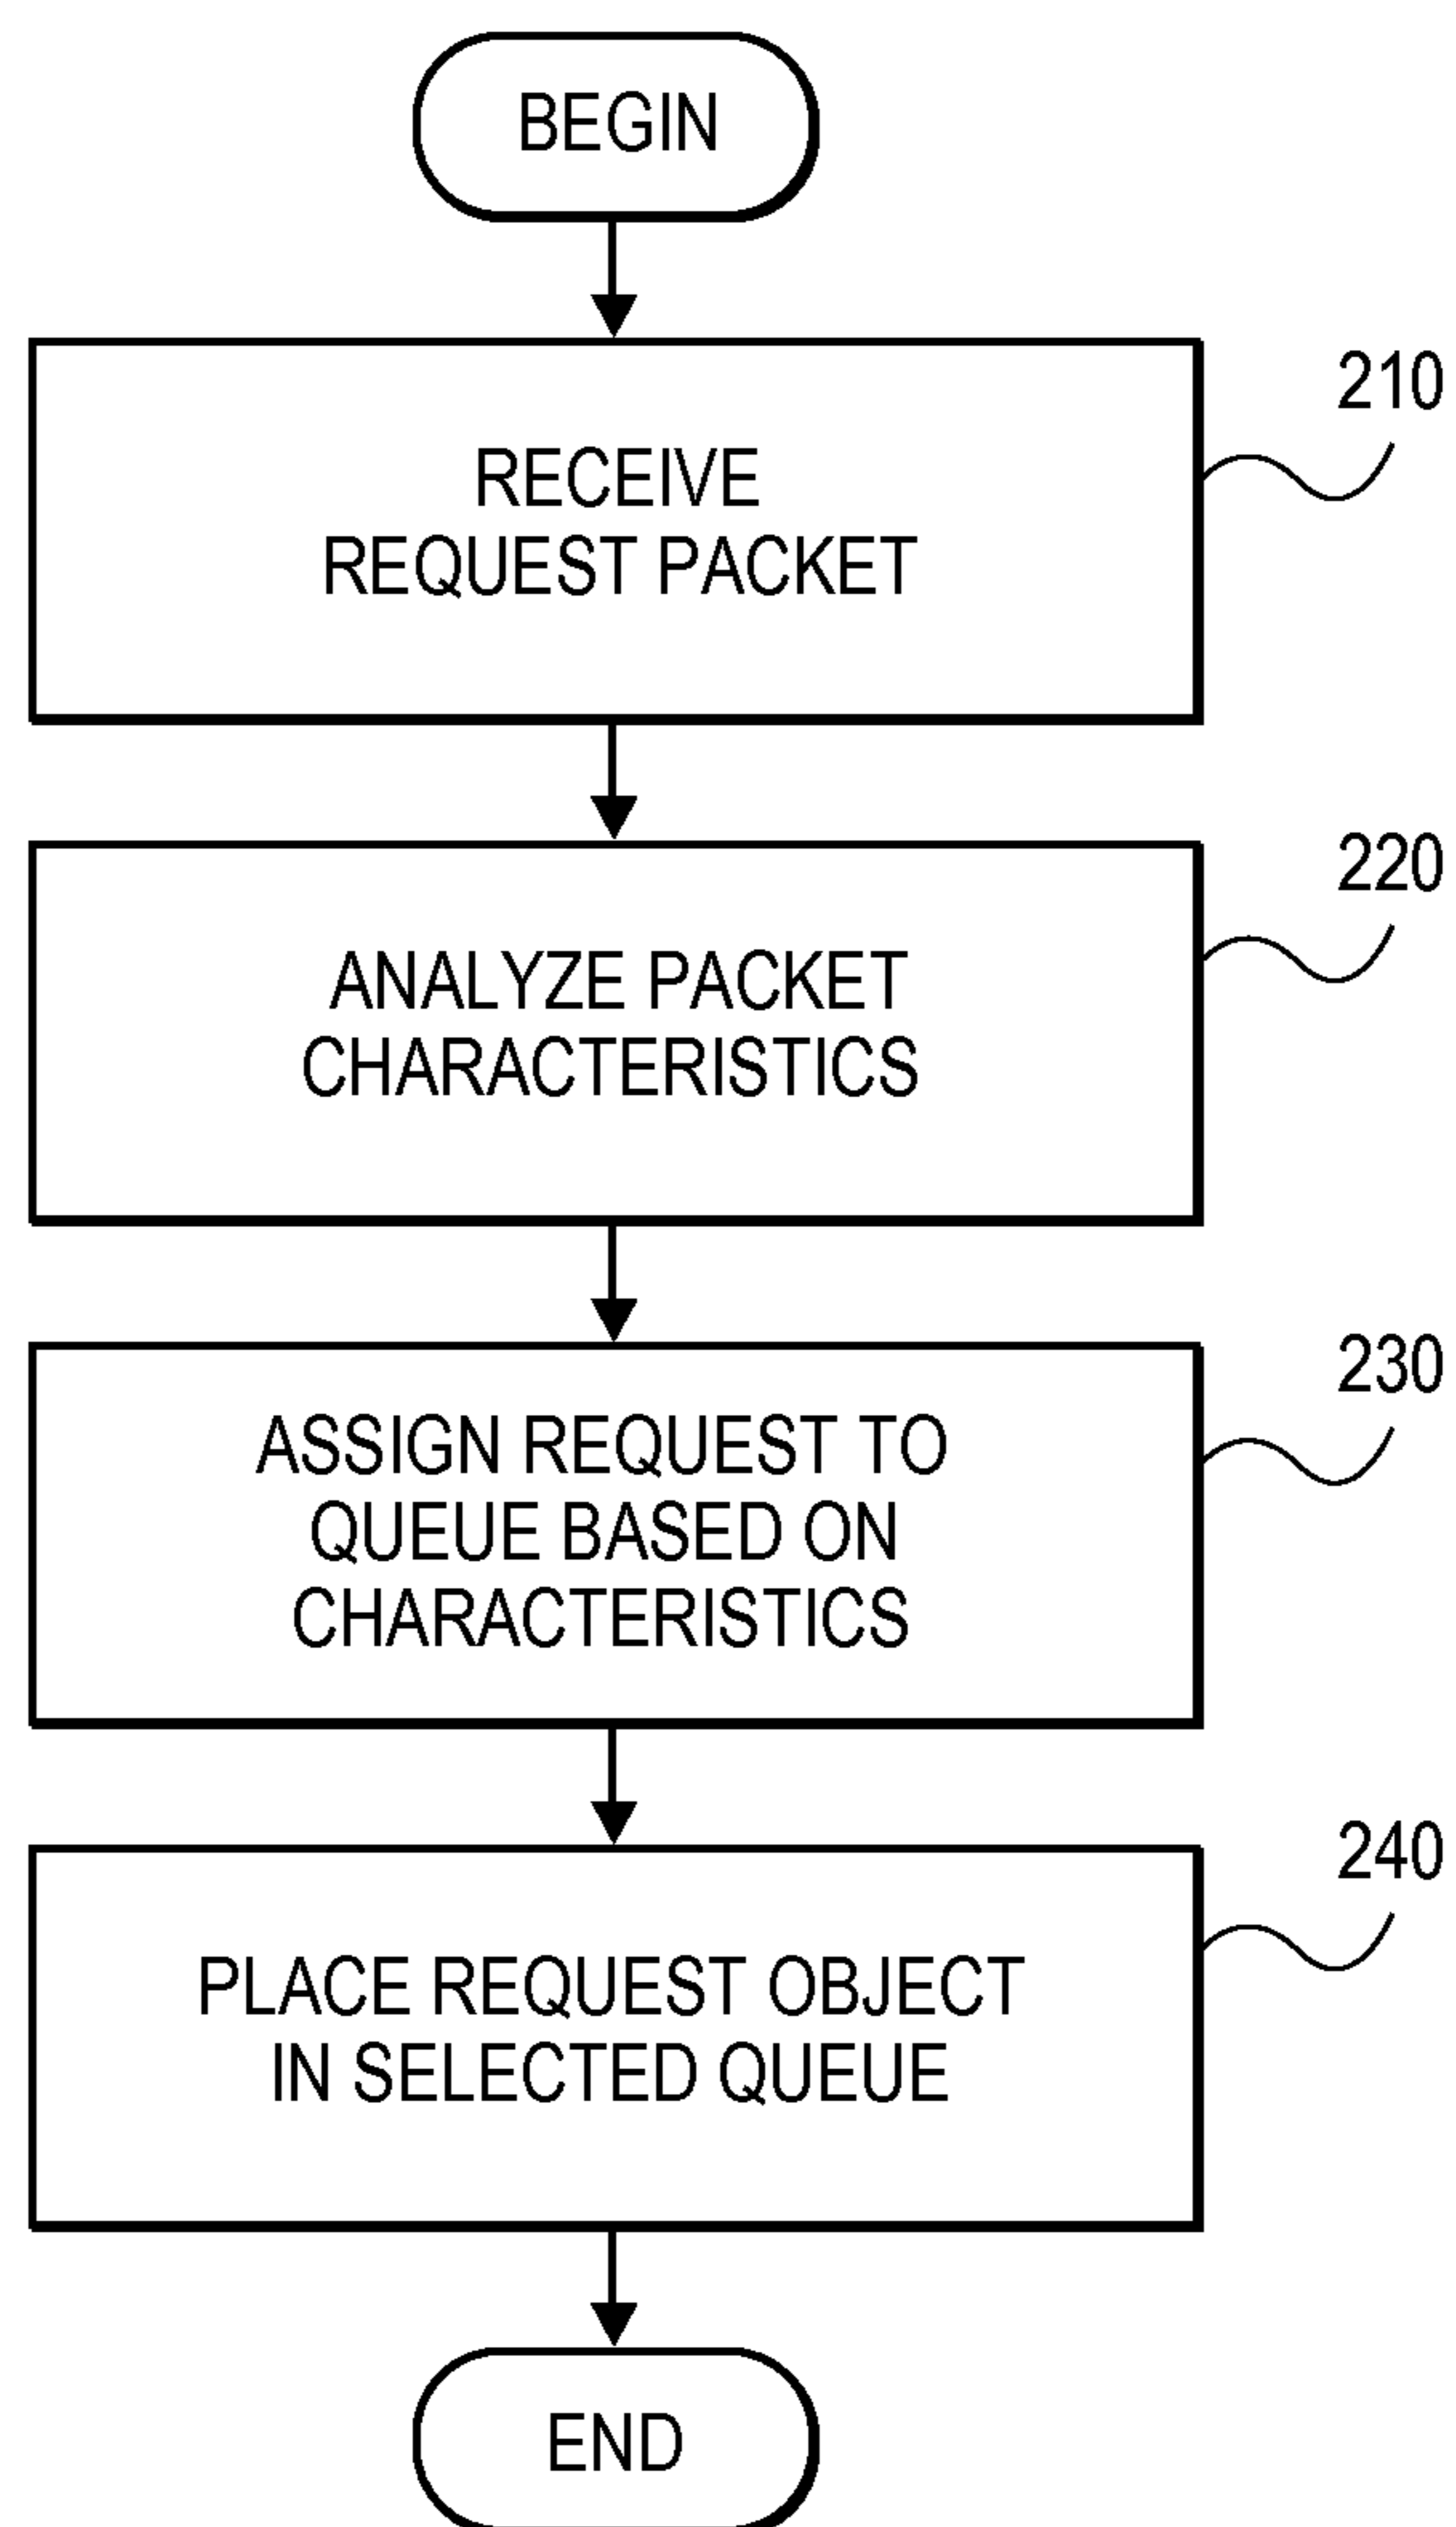 BEGIN
210
RECEIVE
REQUEST PACKET
220
ANALYZE PACKET
CHARACTERISTICS
230
ASSIGN REQUEST TO
QUEUE BASED ON
CHARACTERISTICS
240
PLACE REQUEST OBJECT
IN SELECTED QUEUE
END